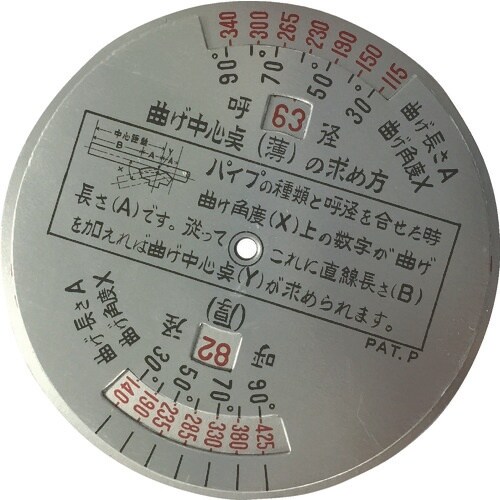 340 300 265 230 190 150 115
90° 70° 50° 30°
曲げ長さA
曲げ角度X
呼 63 径
曲げ中心奌(薄)の求め方
中心距離
B A A Y
X
パイプの種類と呼径を合せた時
曲げ角度(X)上の数字が曲げ
長さ(A)です。従って これに直線長さ(B)
を加えれば曲げ中心奌(Y)が求められます。
PAT.P
(厚)
呼 82 径
曲げ長さA
曲げ角度X
30° 50° 70° 90°
140 190 235 285 330 380 425